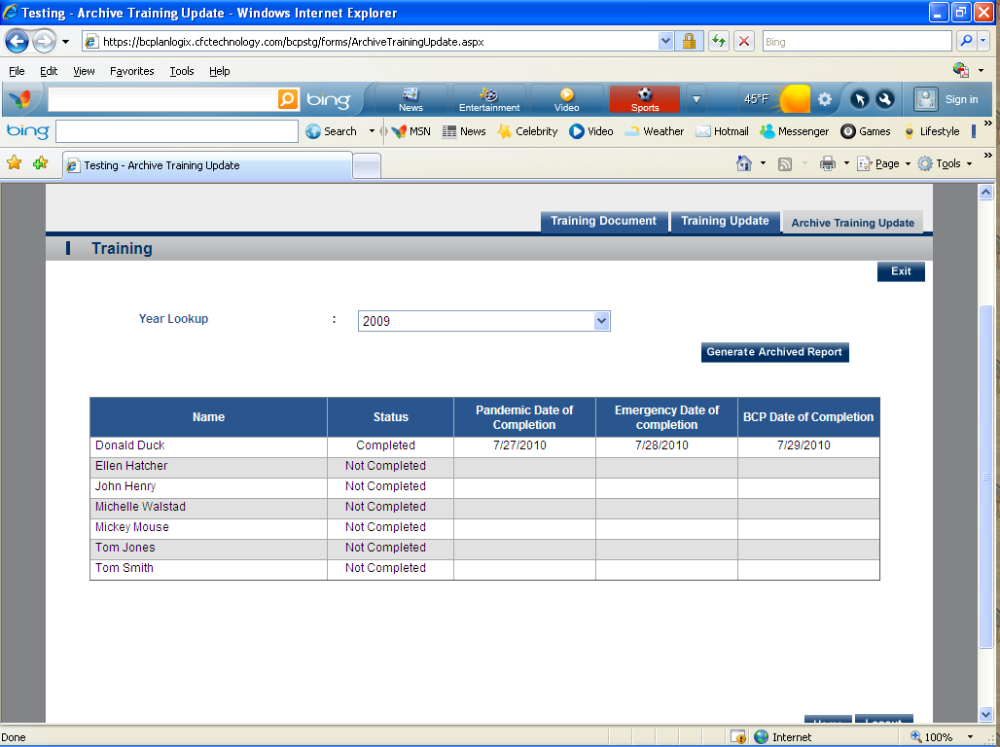 Testing - Archive Training Update - Windows Internet Explorer
https://bcplanlogix.cfctechnology.com/bcpstg/forms/ArchiveTrainingUpdate.aspx Bing
File Edit View Favorites Tools Help
bing News Entertainment Video Sports 45°F Sign in
bing Search MSN News Celebrity Video Weather Hotmail Messenger Games Lifestyle
Testing - Archive Training Update Page Tools
Training Document Training Update Archive Training Update
Training
Exit
Year Lookup : 2009
Generate Archived Report
Name Status Pandemic Date of Completion Emergency Date of completion BCP Date of Completion
Donald Duck Completed 7/27/2010 7/28/2010 7/29/2010
Ellen Hatcher Not Completed
John Henry Not Completed
Michelle Walstad Not Completed
Mickey Mouse Not Completed
Tom Jones Not Completed
Tom Smith Not Completed
Done Internet 100%